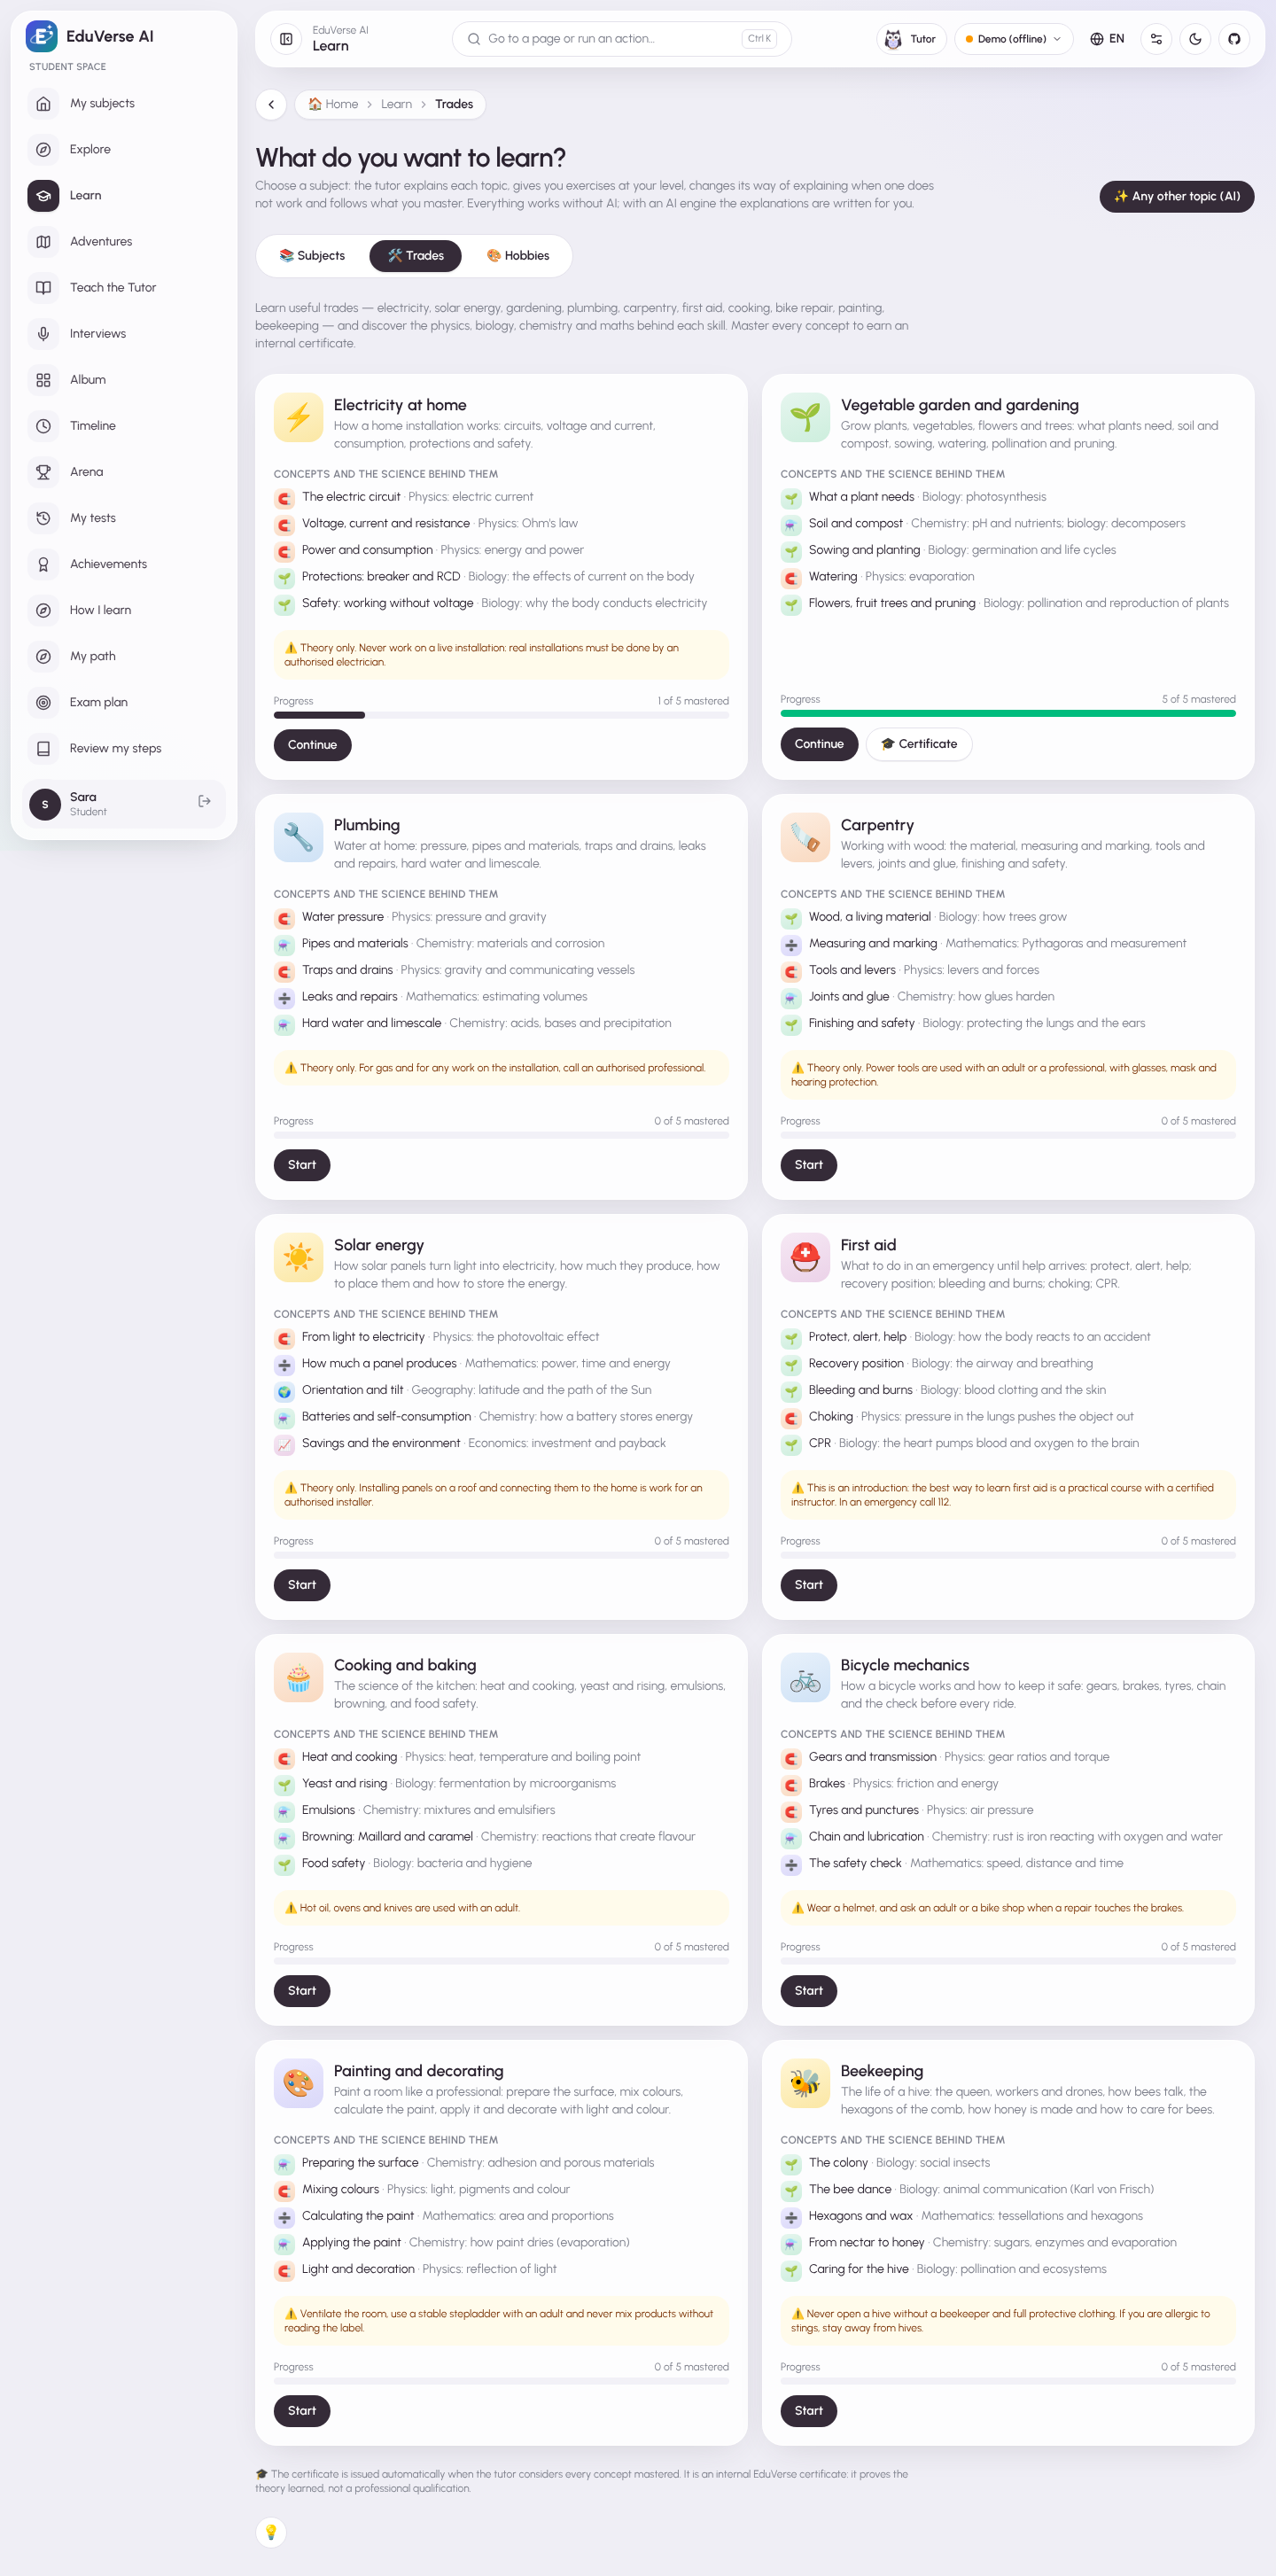 EduVerse AI
STUDENT SPACE
My subjects
Explore
Learn
Adventures
Teach the Tutor
Interviews
Album
Timeline
Arena
My tests
Achievements
How I learn
My path
Exam plan
Review my steps
S
Sara
Student
EduVerse AI
Learn
Go to a page or run an action...
Ctrl K
Tutor
Demo (offline)
EN
Home > Learn > Trades
What do you want to learn?
Choose a subject: the tutor explains each topic, gives you exercises at your level, changes its way of explaining when one does
not work and follows what you master. Everything works without AI; with an AI engine the explanations are written for you.
✨ Any other topic (AI)
Subjects
Trades
Hobbies
Learn useful trades — electricity, solar energy, gardening, plumbing, carpentry, first aid, cooking, bike repair, painting,
beekeeping — and discover the physics, biology, chemistry and maths behind each skill. Master every concept to earn an
internal certificate.
Electricity at home
How a home installation works: circuits, voltage and current,
consumption, protections and safety.
CONCEPTS AND THE SCIENCE BEHIND THEM
The electric circuit · Physics: electric current
Voltage, current and resistance · Physics: Ohm's law
Power and consumption · Physics: energy and power
Protections: breaker and RCD · Biology: the effects of current on the body
Safety: working without voltage · Biology: why the body conducts electricity
⚠️ Theory only. Never work on a live installation: real installations must be done by an
authorised electrician.
Progress
1 of 5 mastered
Continue
Vegetable garden and gardening
Grow plants, vegetables, flowers and trees: what plants need, soil and
compost, sowing, watering, pollination and pruning.
CONCEPTS AND THE SCIENCE BEHIND THEM
What a plant needs · Biology: photosynthesis
Soil and compost · Chemistry: pH and nutrients; biology: decomposers
Sowing and planting · Biology: germination and life cycles
Watering · Physics: evaporation
Flowers, fruit trees and pruning · Biology: pollination and reproduction of plants
Progress
5 of 5 mastered
Continue
Certificate
Plumbing
Water at home: pressure, pipes and materials, traps and drains, leaks
and repairs, hard water and limescale.
CONCEPTS AND THE SCIENCE BEHIND THEM
Water pressure · Physics: pressure and gravity
Pipes and materials · Chemistry: materials and corrosion
Traps and drains · Physics: gravity and communicating vessels
Leaks and repairs · Mathematics: estimating volumes
Hard water and limescale · Chemistry: acids, bases and precipitation
⚠️ Theory only. For gas and for any work on the installation, call an authorised professional.
Progress
0 of 5 mastered
Start
Carpentry
Working with wood: the material, measuring and marking, tools and
levers, joints and glue, finishing and safety.
CONCEPTS AND THE SCIENCE BEHIND THEM
Wood, a living material · Biology: how trees grow
Measuring and marking · Mathematics: Pythagoras and measurement
Tools and levers · Physics: levers and forces
Joints and glue · Chemistry: how glues harden
Finishing and safety · Biology: protecting the lungs and the ears
⚠️ Theory only. Power tools are used with an adult or a professional, with glasses, mask and
hearing protection.
Progress
0 of 5 mastered
Start
Solar energy
How solar panels turn light into electricity, how much they produce, how
to place them and how to store the energy.
CONCEPTS AND THE SCIENCE BEHIND THEM
From light to electricity · Physics: the photovoltaic effect
How much a panel produces · Mathematics: power, time and energy
Orientation and tilt · Geography: latitude and the path of the Sun
Batteries and self-consumption · Chemistry: how a battery stores energy
Savings and the environment · Economics: investment and payback
⚠️ Theory only. Installing panels on a roof and connecting them to the home is work for an
authorised installer.
Progress
0 of 5 mastered
Start
First aid
What to do in an emergency until help arrives: protect, alert, help;
recovery position; bleeding and burns; choking; CPR.
CONCEPTS AND THE SCIENCE BEHIND THEM
Protect, alert, help · Biology: how the body reacts to an accident
Recovery position · Biology: the airway and breathing
Bleeding and burns · Biology: blood clotting and the skin
Choking · Physics: pressure in the lungs pushes the object out
CPR · Biology: the heart pumps blood and oxygen to the brain
⚠️ This is an introduction: the best way to learn first aid is a practical course with a certified
instructor. In an emergency call 112.
Progress
0 of 5 mastered
Start
Cooking and baking
The science of the kitchen: heat and cooking, yeast and rising, emulsions,
browning, and food safety.
CONCEPTS AND THE SCIENCE BEHIND THEM
Heat and cooking · Physics: heat, temperature and boiling point
Yeast and rising · Biology: fermentation by microorganisms
Emulsions · Chemistry: mixtures and emulsifiers
Browning: Maillard and caramel · Chemistry: reactions that create flavour
Food safety · Biology: bacteria and hygiene
⚠️ Hot oil, ovens and knives are used with an adult.
Progress
0 of 5 mastered
Start
Bicycle mechanics
How a bicycle works and how to keep it safe: gears, brakes, tyres, chain
and the check before every ride.
CONCEPTS AND THE SCIENCE BEHIND THEM
Gears and transmission · Physics: gear ratios and torque
Brakes · Physics: friction and energy
Tyres and punctures · Physics: air pressure
Chain and lubrication · Chemistry: rust is iron reacting with oxygen and water
The safety check · Mathematics: speed, distance and time
⚠️ Wear a helmet, and ask an adult or a bike shop when a repair touches the brakes.
Progress
0 of 5 mastered
Start
Painting and decorating
Paint a room like a professional: prepare the surface, mix colours,
calculate the paint, apply it and decorate with light and colour.
CONCEPTS AND THE SCIENCE BEHIND THEM
Preparing the surface · Chemistry: adhesion and porous materials
Mixing colours · Physics: light, pigments and colour
Calculating the paint · Mathematics: area and proportions
Applying the paint · Chemistry: how paint dries (evaporation)
Light and decoration · Physics: reflection of light
⚠️ Ventilate the room, use a stable stepladder with an adult and never mix products without
reading the label.
Progress
0 of 5 mastered
Start
Beekeeping
The life of a hive: the queen, workers and drones, how bees talk, the
hexagons of the comb, how honey is made and how to care for bees.
CONCEPTS AND THE SCIENCE BEHIND THEM
The colony · Biology: social insects
The bee dance · Biology: animal communication (Karl von Frisch)
Hexagons and wax · Mathematics: tessellations and hexagons
From nectar to honey · Chemistry: sugars, enzymes and evaporation
Caring for the hive · Biology: pollination and ecosystems
⚠️ Never open a hive without a beekeeper and full protective clothing. If you are allergic to
stings, stay away from hives.
Progress
0 of 5 mastered
Start
The certificate is issued automatically when the tutor considers every concept mastered. It is an internal EduVerse certificate: it proves the
theory learned, not a professional qualification.